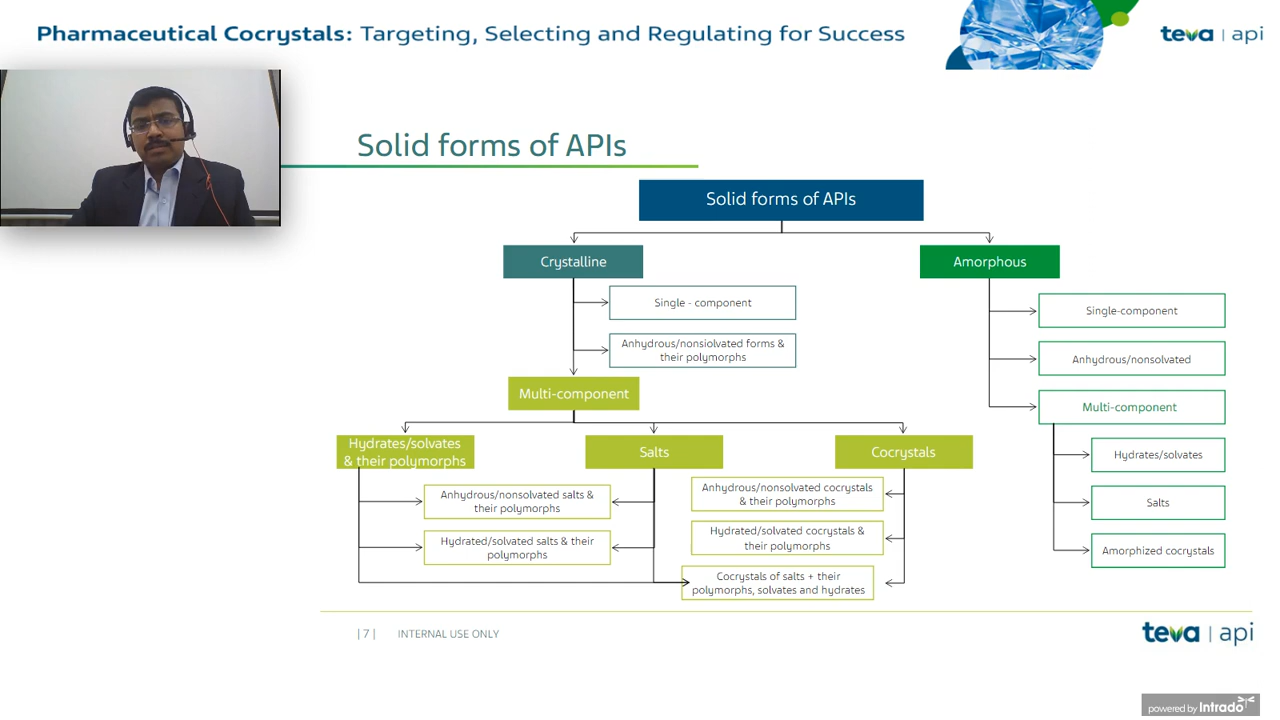 Pharmaceutical Cocrystals: Targeting, Selecting and Regulating for Success
teva | api
Solid forms of APIs
Solid forms of APIs
Crystalline
Amorphous
Single - component
Anhydrous/nonsiolvated forms &
their polymorphs
Multi-component
Hydrates/solvates
& their polymorphs
Salts
Cocrystals
Anhydrous/nonsolvated salts &
their polymorphs
Hydrated/solvated salts & their
polymorphs
Anhydrous/nonsolvated cocrystals
& their polymorphs
Hydrated/solvated cocrystals &
their polymorphs
Cocrystals of salts + their
polymorphs, solvates and hydrates
Single-component
Anhydrous/nonsolvated
Multi-component
Hydrates/solvates
Salts
Amorphized cocrystals
| 7 | INTERNAL USE ONLY
teva | api
powered by Intrado